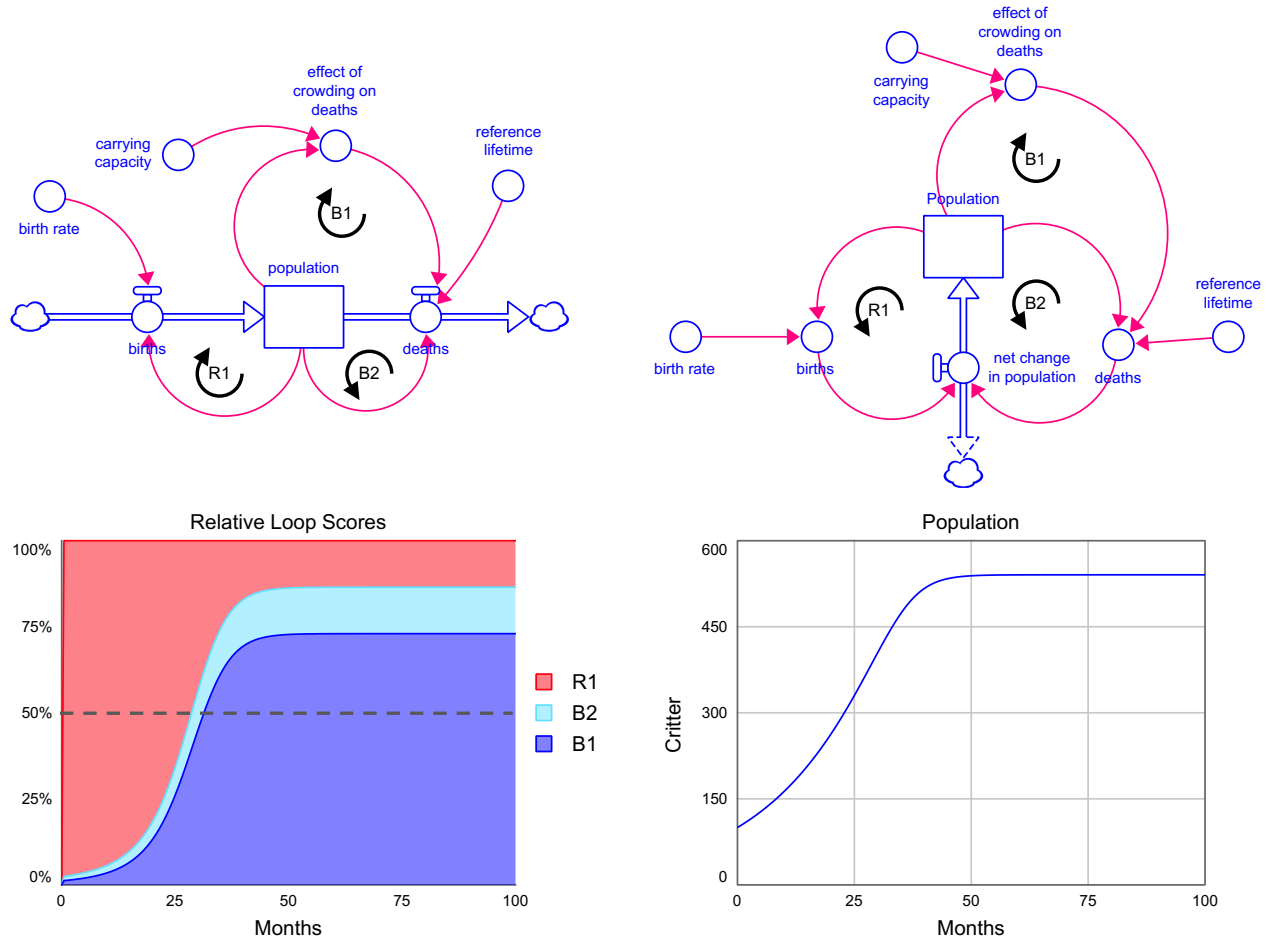 effect of
crowding on
deaths
carrying
capacity
reference
lifetime
birth rate
B1
population
births
deaths
R1
B2
effect of
crowding on
deaths
carrying
capacity
B1
Population
R1
B2
reference
lifetime
birth rate
births
net change
in population
deaths
Relative Loop Scores
100%
75%
50%
25%
0%
0 25 50 75 100
Months
R1
B2
B1
Population
600
450
300
150
0
Critter
0 25 50 75 100
Months